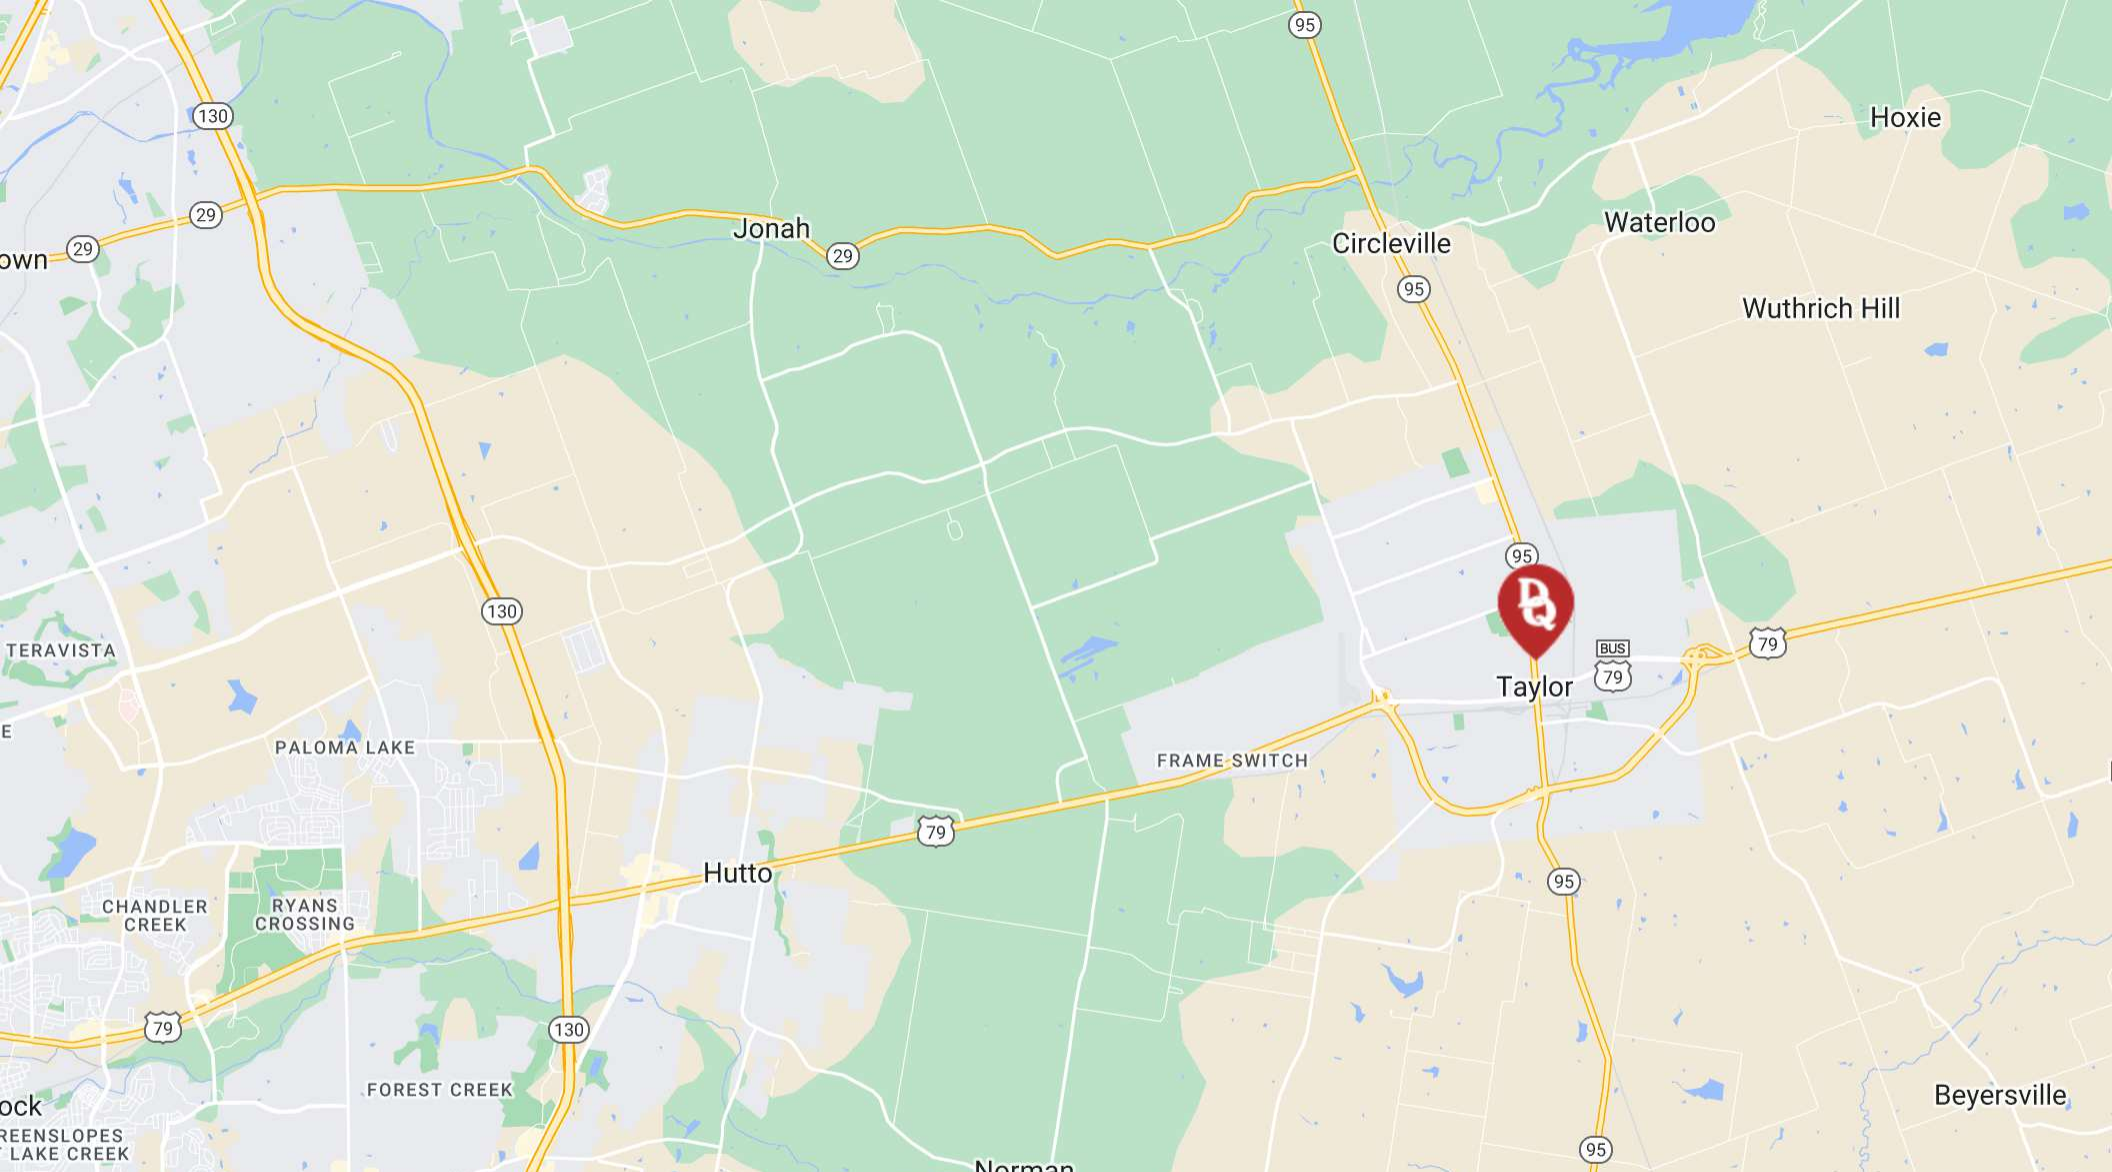 95
130
Hoxie
29
Waterloo
Jonah
29
own
Circleville
29
95
Wuthrich Hill
95
DQ
130
79
BUS
79
TERAVISTA
Taylor
E
PALOMA LAKE
FRAME SWITCH
79
Hutto
95
CHANDLER
CREEK
RYANS
CROSSING
79
130
FOREST CREEK
Beyersville
ock
REENSLOPES
LAKE CREEK
95
Norman